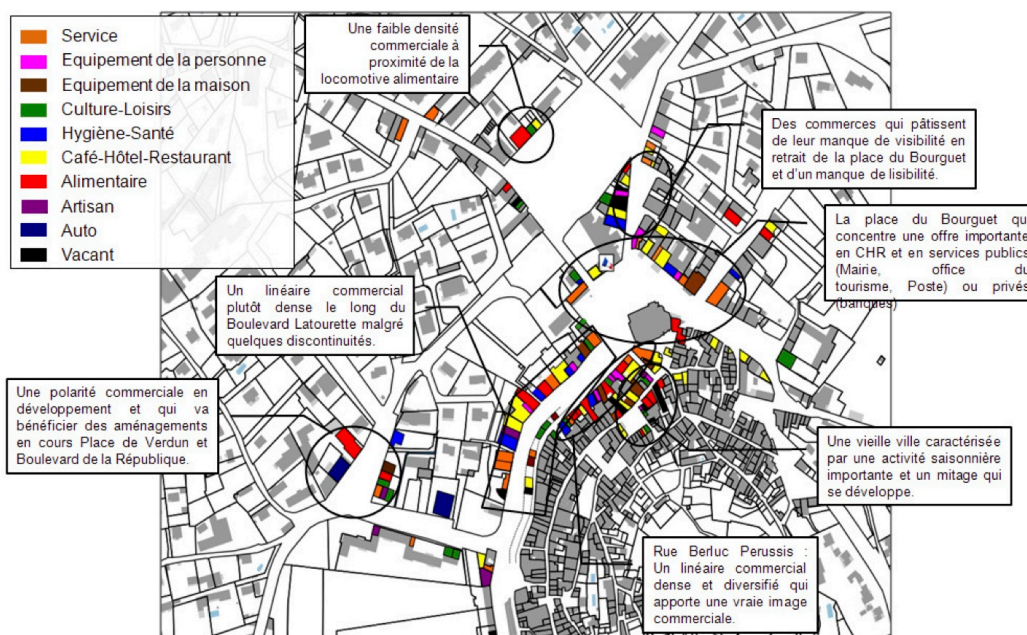 Service
Equipement de la personne
Equipement de la maison
Culture-Loisirs
Hygiène-Santé
Café-Hôtel-Restaurant
Alimentaire
Artisan
Auto
Vacant
Une faible densité
commerciale à
proximité de la
locomotive alimentaire
Des commerces qui pâtissent
de leur manque de visibilité en
retrait de la place du Bourguet
et d'un manque de lisibilité.
La place du Bourguet qui
concentre une offre importante
en CHR et en services publics
(Mairie, office du
tourisme, Poste) ou privés
(banques)
Un linéaire commercial
plutôt dense le long du
Boulevard Latourette malgré
quelques discontinuités.
Une polarité commerciale en
développement et qui va
bénéficier des aménagements
en cours Place de Verdun et
Boulevard de la République.
Une vieille ville caractérisée
par une activité saisonnière
importante et un mitage qui
se développe.
Rue Berluc Perussis :
Un linéaire commercial
dense et diversifié qui
apporte une vraie image
commerciale.